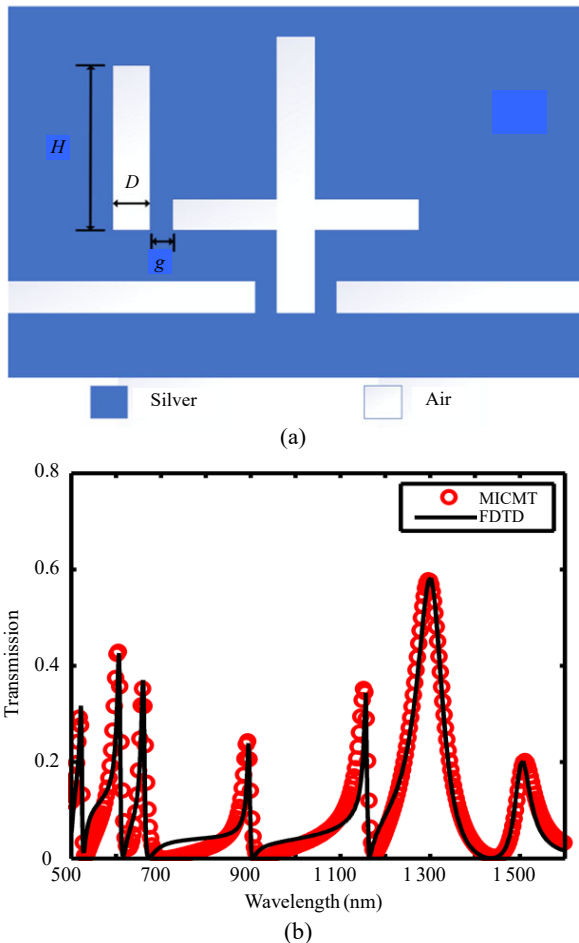 H
D
g
Silver
Air
(a)
0.8
0.6
0.4
0.2
0
Transmission
MICMT
FDTD
500 700 900 1 100 1 300 1 500
Wavelength (nm)
(b)